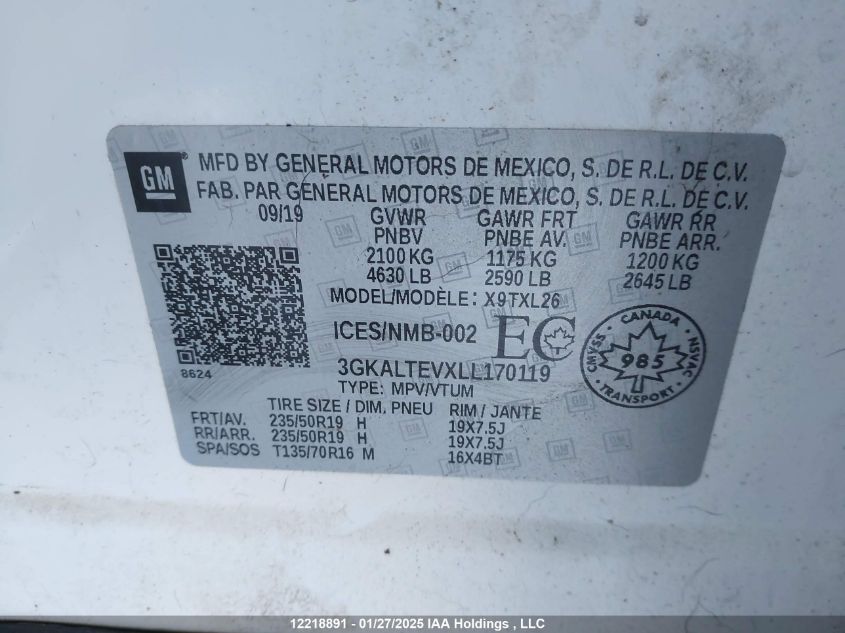 GM
MFD BY GENERAL MOTORS DE MEXICO, S. DE R.L. DE C.V.
FAB. PAR GENERAL MOTORS DE MEXICO, S. DE R.L. DE C.V.
09/19 GVWR GAWR FRT GAWR RR
PNBV PNBE AV. PNBE ARR.
2100 KG 1175 KG 1200 KG
4630 LB 2590 LB 2645 LB
MODEL/MODÈLE: X9TXL26
ICES/NMB-002 EC
CANADA
CMVSS 985 NSVAC
TRANSPORT
8624
3GKALTEVXLL170119
TYPE: MPV/VTUM
TIRE SIZE / DIM. PNEU RIM / JANTE
FRT/AV. 235/50R19 H 19X7.5J
RR/ARR. 235/50R19 H 19X7.5J
SPA/SOS T135/70R16 M 16X4BT
12218891 - 01/27/2025 IAA Holdings , LLC